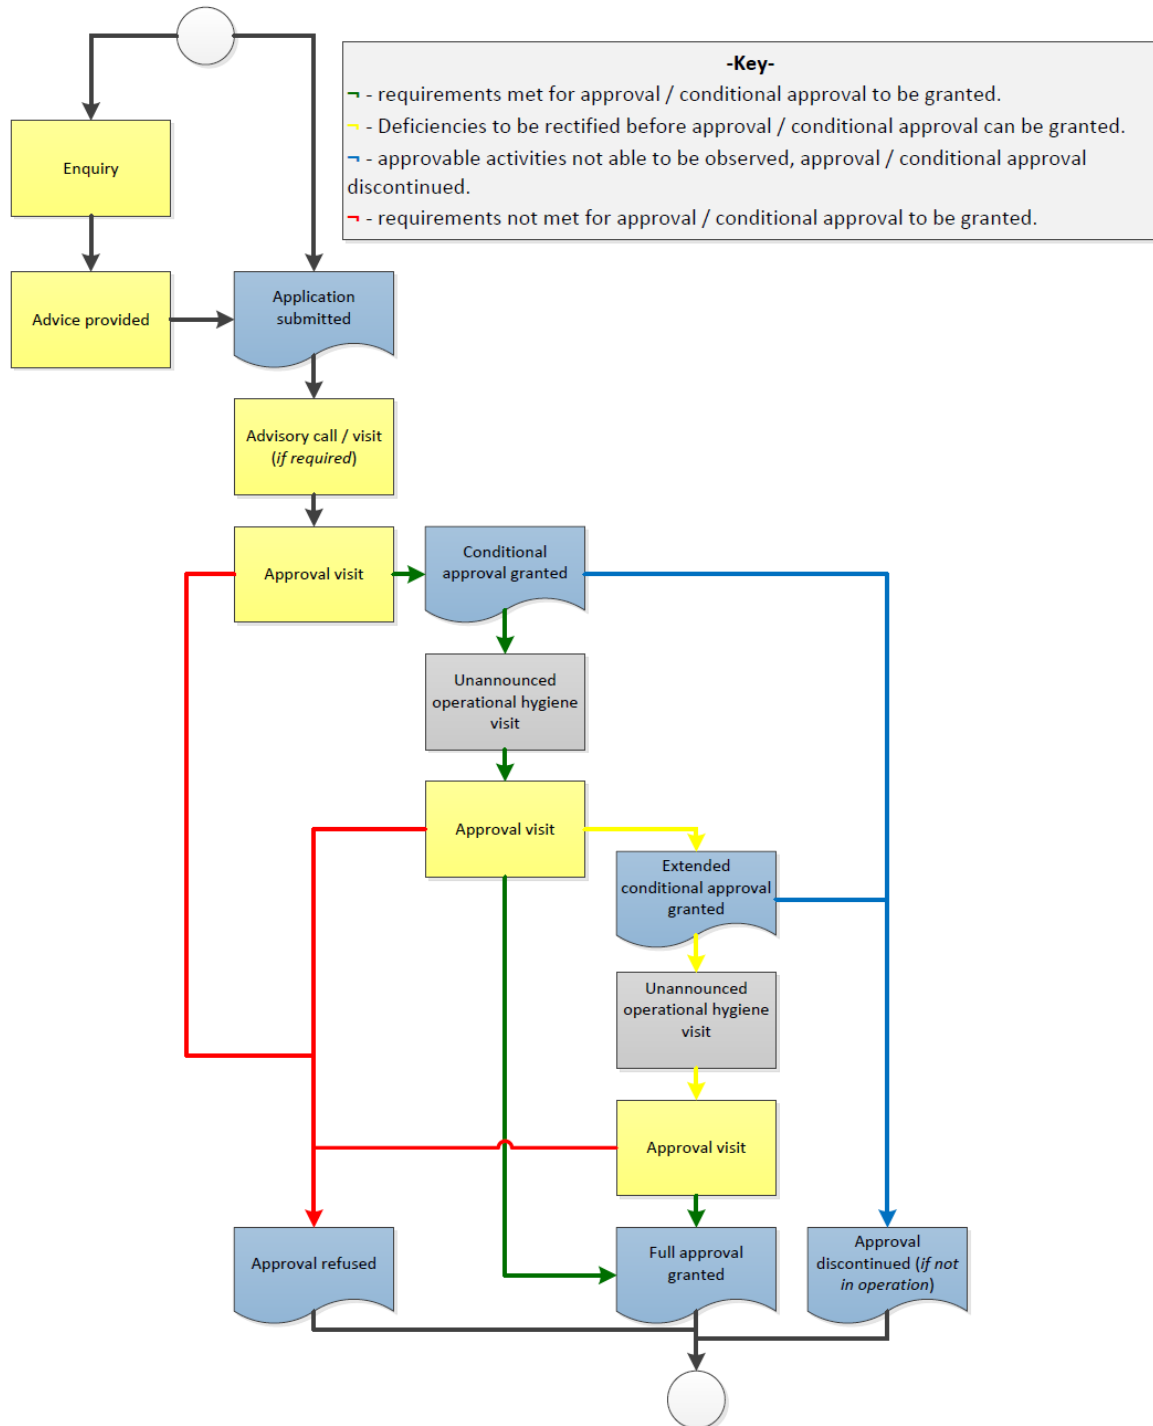 -Key-
¬ - requirements met for approval / conditional approval to be granted.
¬ - Deficiencies to be rectified before approval / conditional approval can be granted.
¬ - approvable activities not able to be observed, approval / conditional approval
discontinued.
¬ - requirements not met for approval / conditional approval to be granted.
Enquiry
Advice provided
Application
submitted
Advisory call / visit
(if required)
Approval visit
Conditional
approval granted
Unannounced
operational hygiene
visit
Approval visit
Extended
conditional approval
granted
Unannounced
operational hygiene
visit
Approval visit
Approval refused
Full approval
granted
Approval
discontinued (if not
in operation)